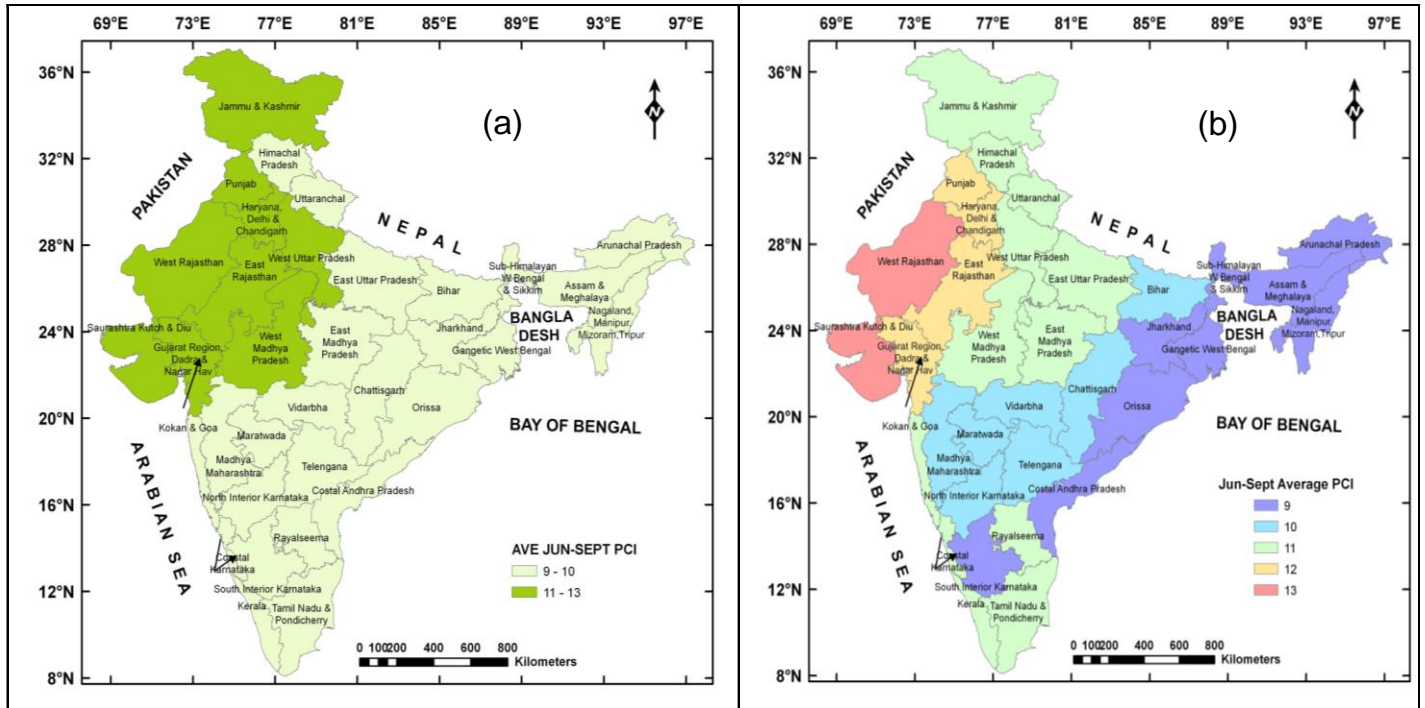 69°E 73°E 77°E 81°E 85°E 89°E 93°E 97°E
36°N
32°N
28°N
24°N
20°N
16°N
12°N
8°N
(a)
N
Jammu & Kashmir
Himachal
Pradesh
Punjab
Uttaranchal
Haryana,
Delhi &
Chandigarh
PAKISTAN
NEPAL
West Rajasthan
East
Rajasthan
West Uttar Pradesh
East Uttar Pradesh
Bihar
Sub-Himalayan
W Bengal
& Sikkim
Arunachal Pradesh
Assam &
Meghalaya
Nagaland,
Manipur,
Mizoram,Tripur
BANGLA
DESH
Saurashtra Kutch & Diu
Gujarat Region,
Dadra &
Nagar Hav
West
Madhya
Pradesh
East
Madhya
Pradesh
Jharkhand
Gangetic West Bengal
Chattisgarh
Orissa
Vidarbha
Kokan & Goa
Maratwada
Madhya
Maharashtra
Telengana
BAY OF BENGAL
ARABIAN SEA
North Interior Karnataka
Costal Andhra Pradesh
Rayalseema
Coastal
Karnataka
South Interior Karnataka
Kerala
Tamil Nadu &
Pondicherry
AVE JUN-SEPT PCI
9 - 10
11 - 13
0 100200 400 600 800
Kilometers
69°E 73°E 77°E 81°E 85°E 89°E 93°E 97°E
36°N
32°N
28°N
24°N
20°N
16°N
12°N
8°N
(b)
N
Jammu & Kashmir
Himachal
Pradesh
Punjab
Uttaranchal
Haryana,
Delhi &
Chandigarh
PAKISTAN
NEPAL
West Rajasthan
East
Rajasthan
West Uttar Pradesh
East Uttar Pradesh
Bihar
Sub-Himalayan
W Bengal
& Sikkim
Arunachal Pradesh
Assam &
Meghalaya
Nagaland,
Manipur,
Mizoram,Tripur
BANGLA
DESH
Saurashtra Kutch & Diu
Gujarat Region,
Dadra &
Nagar Hav
West
Madhya
Pradesh
East
Madhya
Pradesh
Jharkhand
Gangetic West Bengal
Chattisgarh
Orissa
Vidarbha
Kokan & Goa
Maratwada
Madhya
Maharashtra
Telengana
BAY OF BENGAL
ARABIAN SEA
North Interior Karnataka
Costal Andhra Pradesh
Rayalseema
Coastal
Karnataka
South Interior Karnataka
Kerala
Tamil Nadu &
Pondicherry
Jun-Sept Average PCI
9
10
11
12
13
0 100200 400 600 800
Kilometers